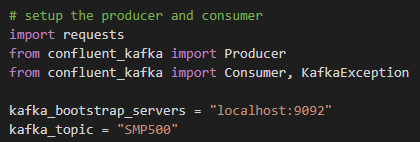 # setup the producer and consumer
import requests
from confluent_kafka import Producer
from confluent_kafka import Consumer, KafkaException
kafka_bootstrap_servers = "localhost:9092"
kafka_topic = "SMP500"